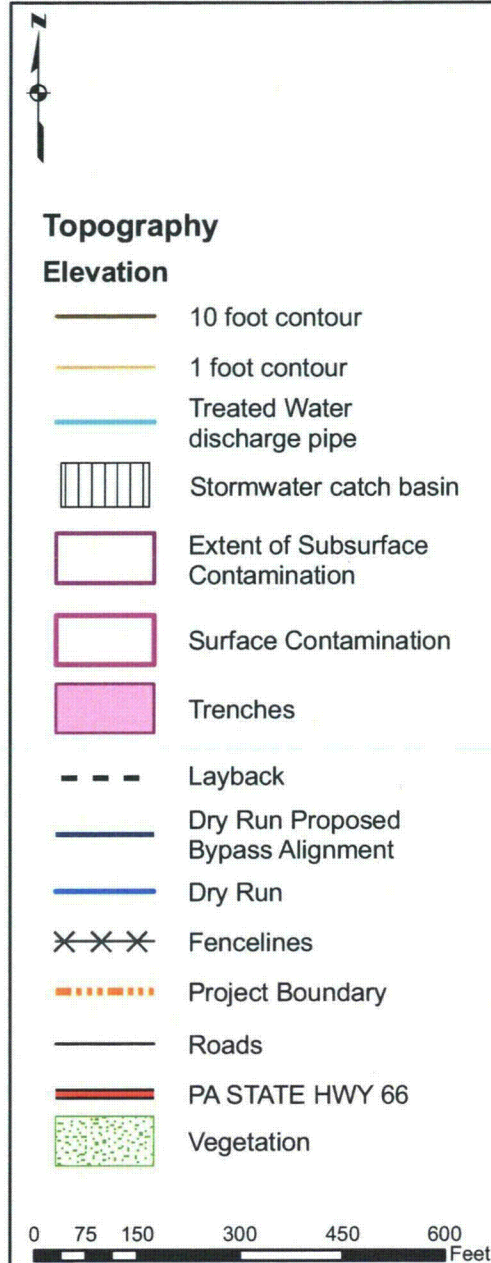 N
Topography
Elevation
10 foot contour
1 foot contour
Treated Water
discharge pipe
Stormwater catch basin
Extent of Subsurface
Contamination
Surface Contamination
Trenches
Layback
Dry Run Proposed
Bypass Alignment
Dry Run
Fencelines
Project Boundary
Roads
PA STATE HWY 66
Vegetation
0 75 150 300 450 600
Feet